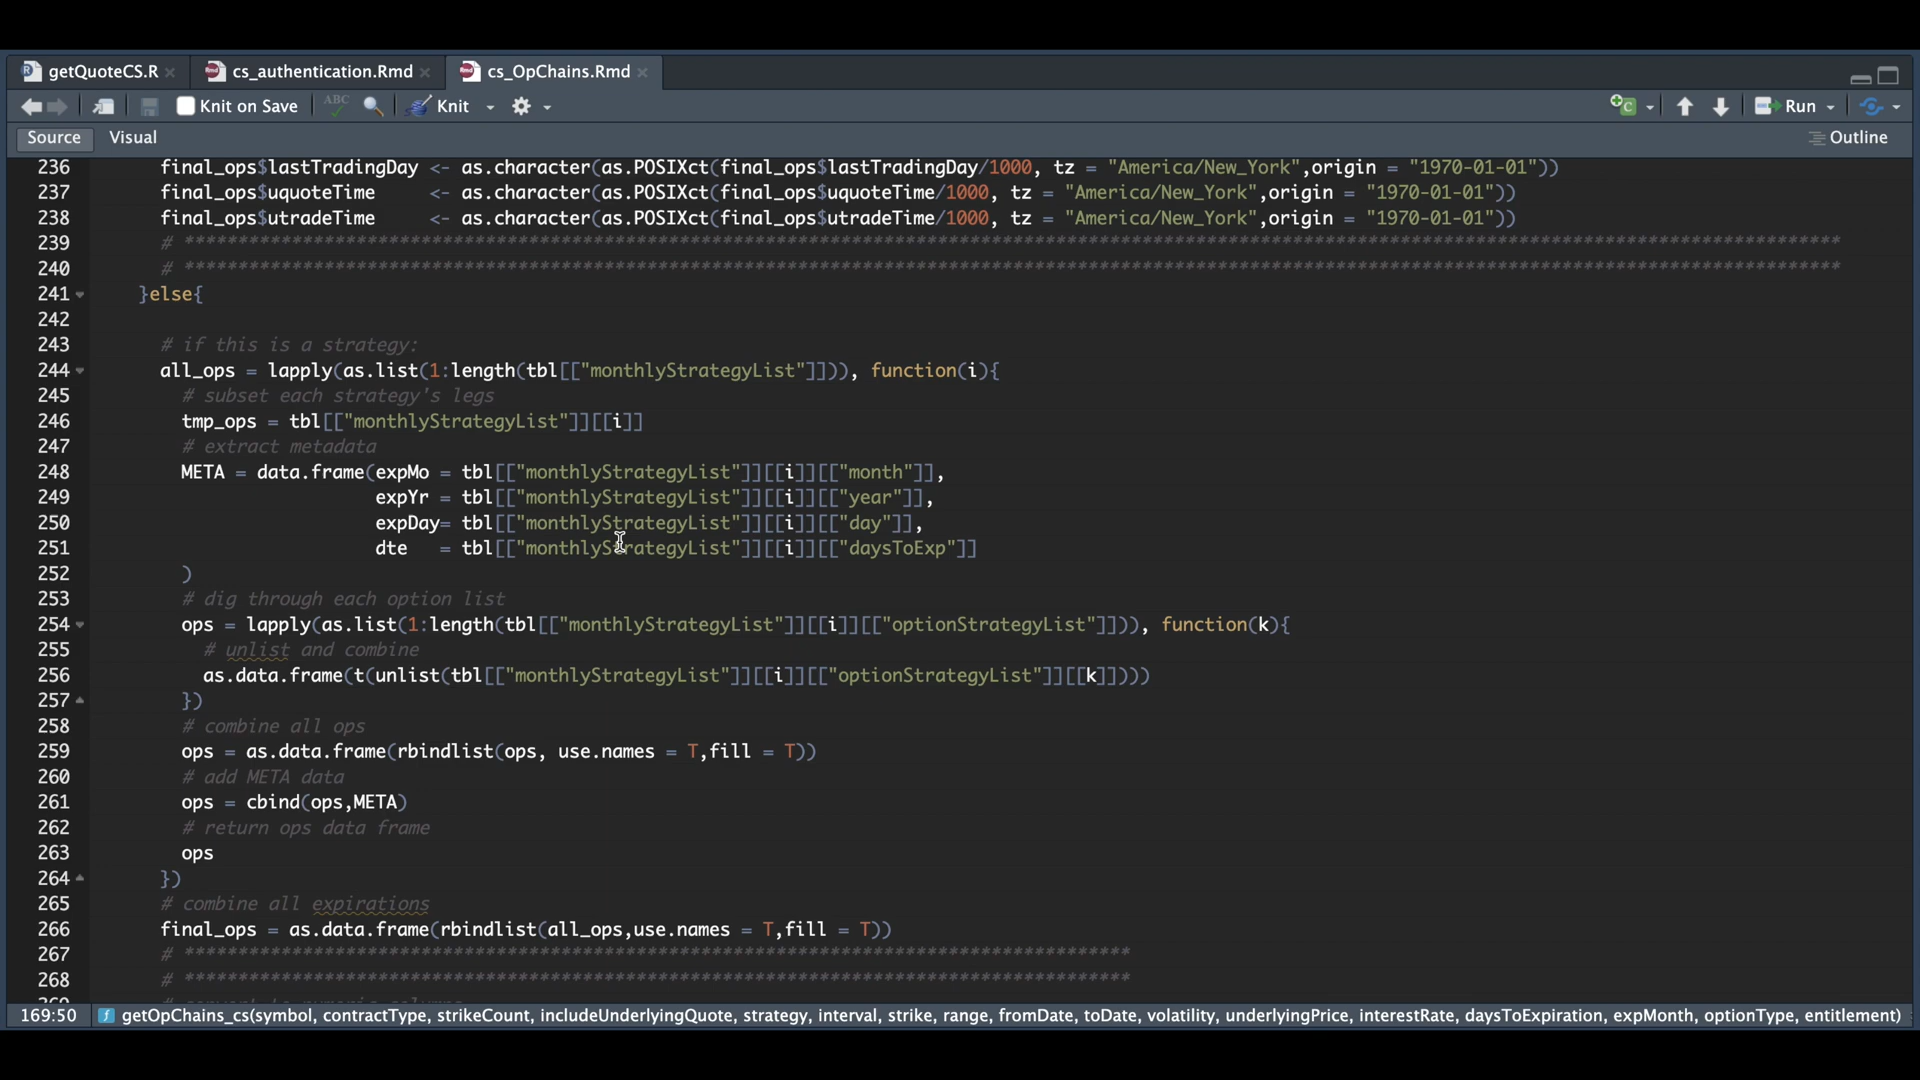 getQuoteCS.R
cs_authentication.Rmd
cs_OpChains.Rmd
Knit on Save
ABC
Knit
Run
Source
Visual
Outline
236 final_ops$lastTradingDay <- as.character(as.POSIXct(final_ops$lastTradingDay/1000, tz = "America/New_York",origin = "1970-01-01"))
237 final_ops$uquoteTime     <- as.character(as.POSIXct(final_ops$uquoteTime/1000, tz = "America/New_York",origin = "1970-01-01"))
238 final_ops$utradeTime     <- as.character(as.POSIXct(final_ops$utradeTime/1000, tz = "America/New_York",origin = "1970-01-01"))
239 # ************************************************************************************************************************************************************
240 # ************************************************************************************************************************************************************
241 }else{
242
243 # if this is a strategy:
244 all_ops = lapply(as.list(1:length(tbl[["monthlyStrategyList"]])), function(i){
245 # subset each strategy's legs
246 tmp_ops = tbl[["monthlyStrategyList"]][[i]]
247 # extract metadata
248 META = data.frame(expMo = tbl[["monthlyStrategyList"]][[i]][["month"]],
249 expYr = tbl[["monthlyStrategyList"]][[i]][["year"]],
250 expDay= tbl[["monthlyStrategyList"]][[i]][["day"]],
251 dte   = tbl[["monthlyStrategyList"]][[i]][["daysToExp"]]
252 )
253 # dig through each option list
254 ops = lapply(as.list(1:length(tbl[["monthlyStrategyList"]][[i]][["optionStrategyList"]])), function(k){
255 # unlist and combine
256 as.data.frame(t(unlist(tbl[["monthlyStrategyList"]][[i]][["optionStrategyList"]][[k]])))
257 })
258 # combine all ops
259 ops = as.data.frame(rbindlist(ops, use.names = T,fill = T))
260 # add META data
261 ops = cbind(ops,META)
262 # return ops data frame
263 ops
264 })
265 # combine all expirations
266 final_ops = as.data.frame(rbindlist(all_ops,use.names = T,fill = T))
267 # ******************************************************************************************
268 # ******************************************************************************************
169:50 getOpChains_cs(symbol, contractType, strikeCount, includeUnderlyingQuote, strategy, interval, strike, range, fromDate, toDate, volatility, underlyingPrice, interestRate, daysToExpiration, expMonth, optionType, entitlement)